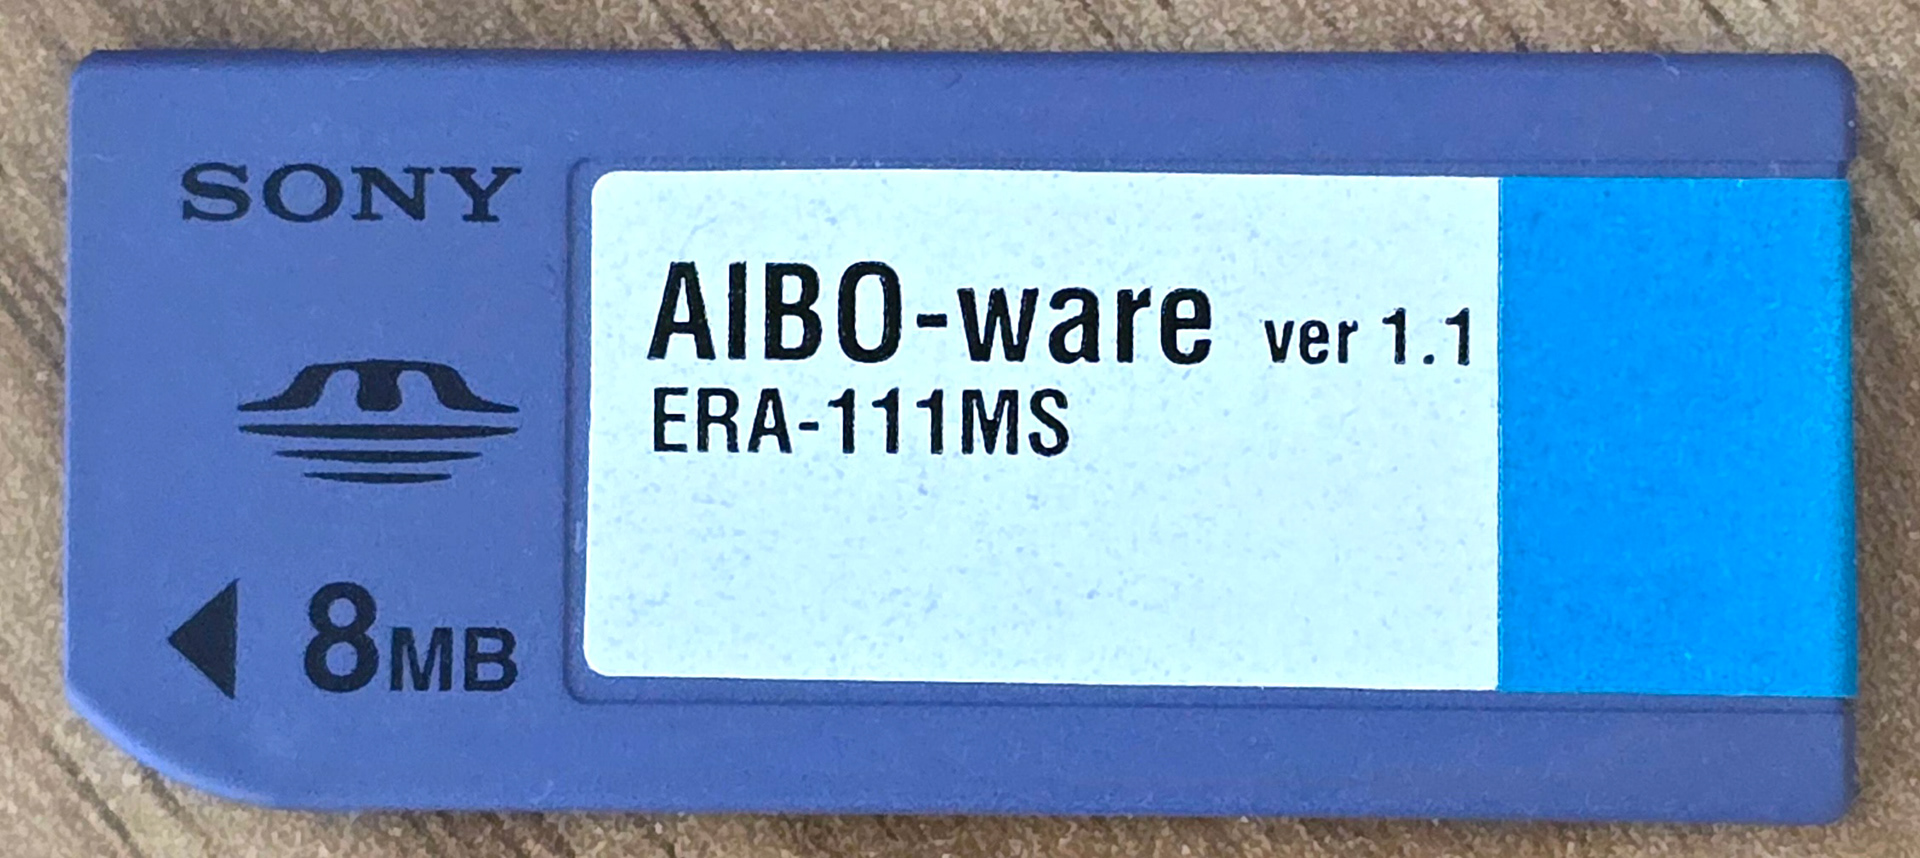 SONY
AIBO-ware ver 1.1
ERA-111MS
8MB